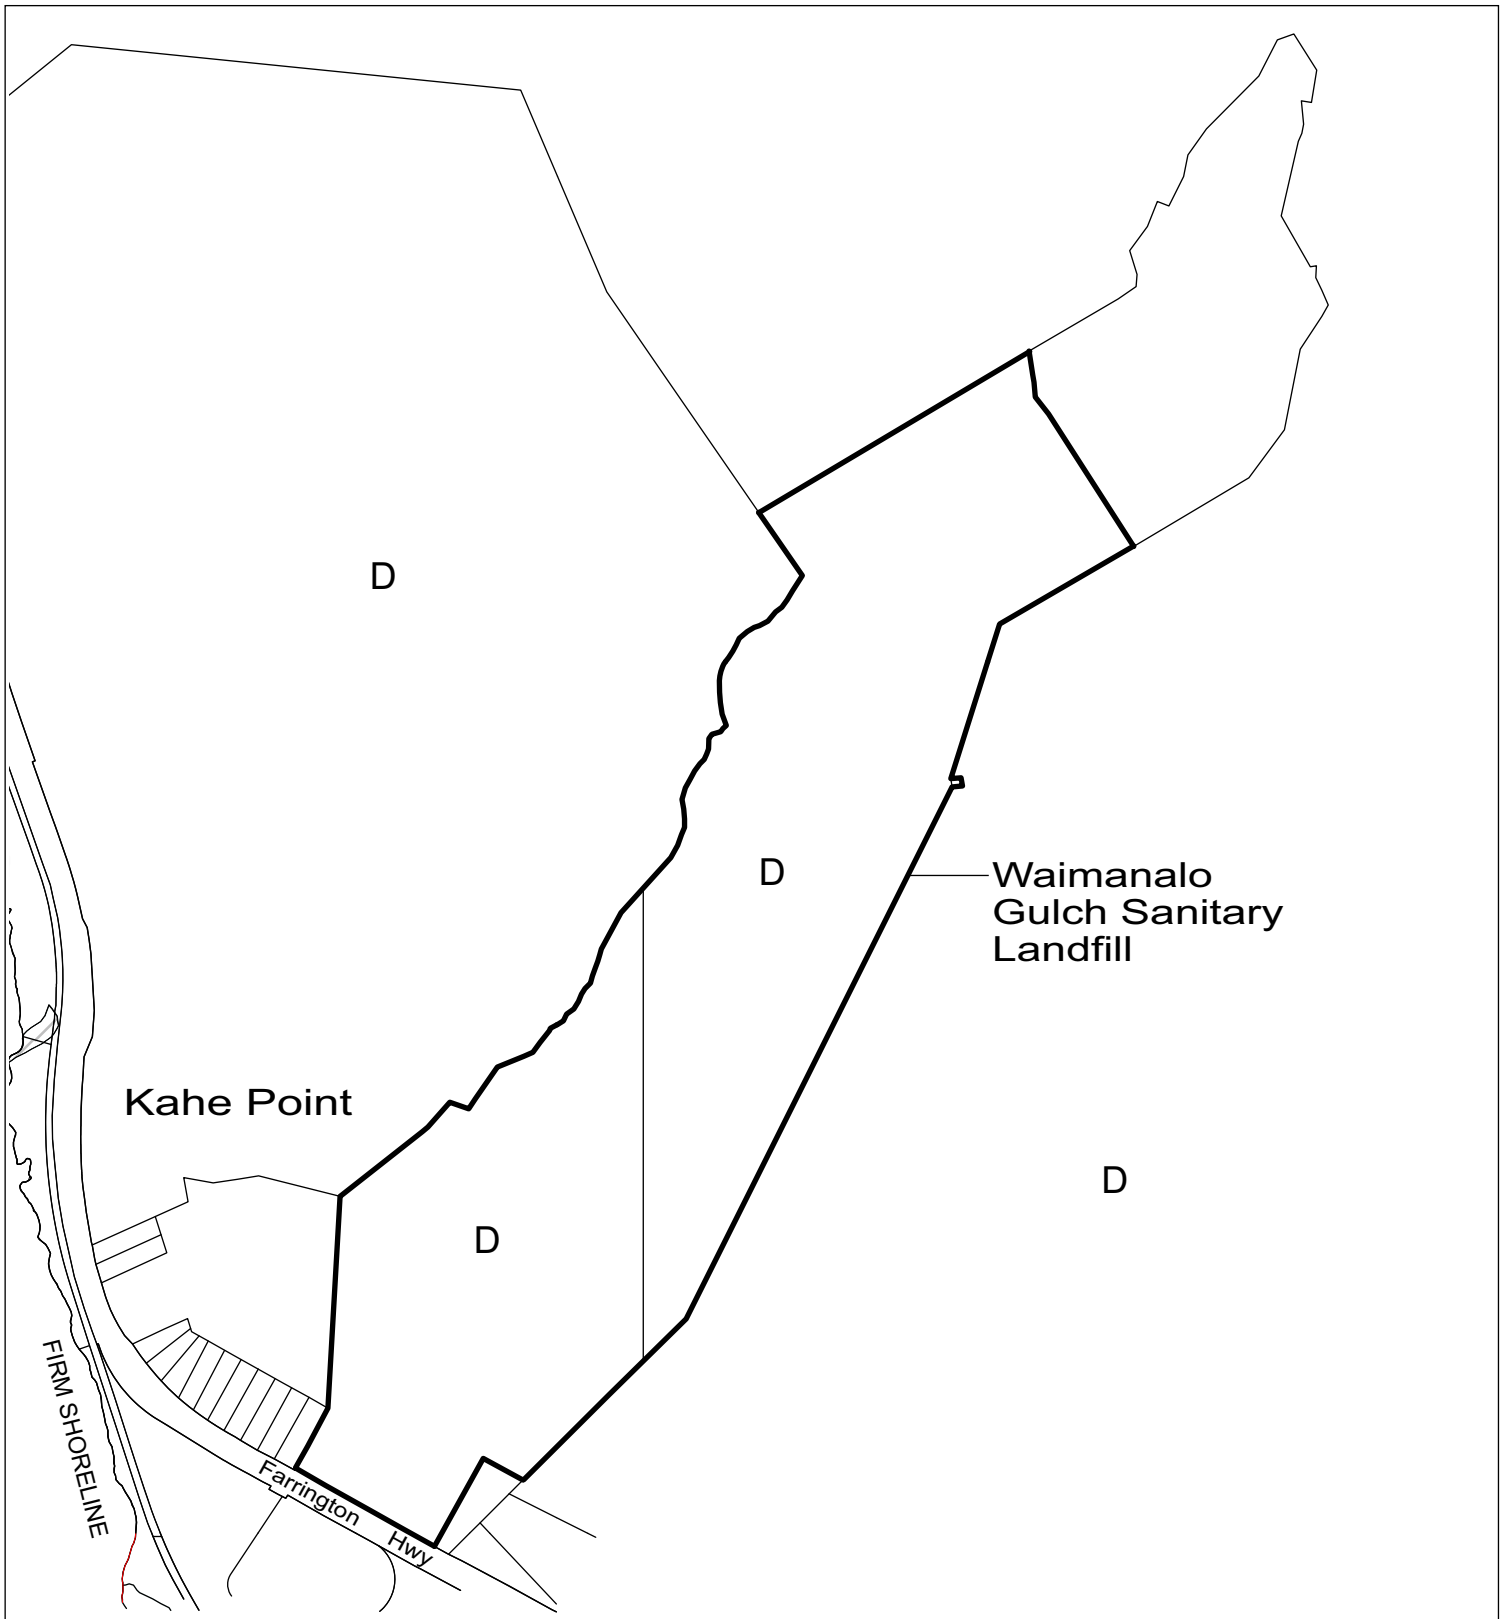 D
D
Waimanalo
Gulch Sanitary
Landfill
Kahe Point
D
D
FIRM SHORELINE
Farrington Hwy